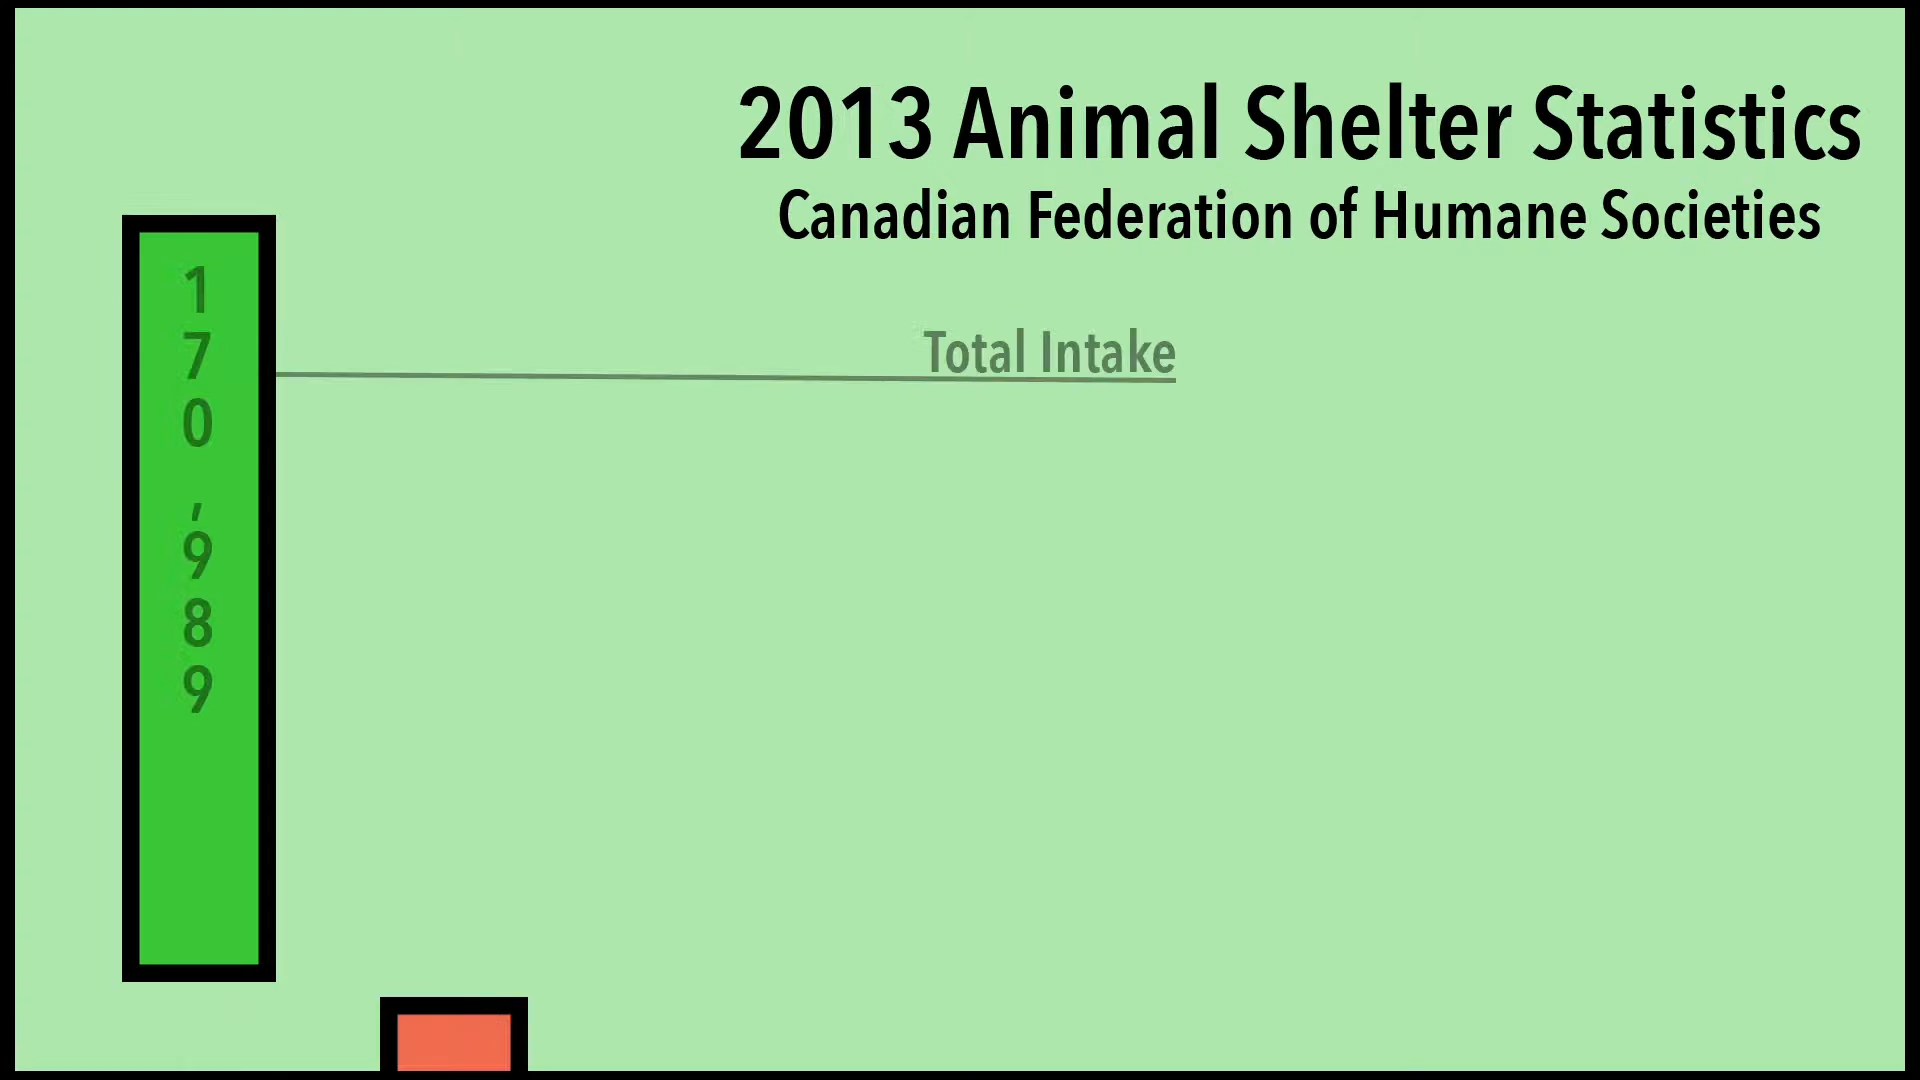 2013 Animal Shelter Statistics
Canadian Federation of Humane Societies
Total Intake
170,989